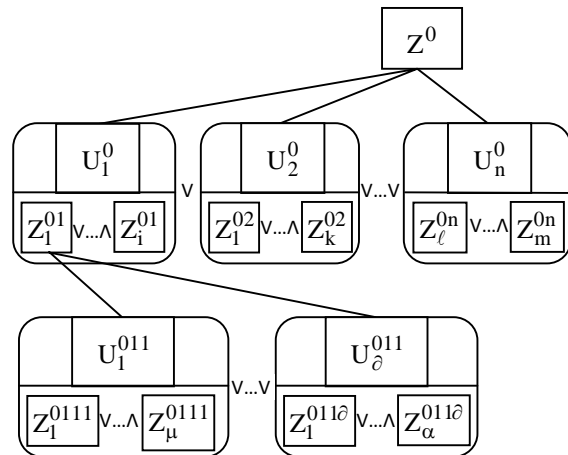 Z^0
U_1^0 ∨ U_2^0 ∨...∨ U_n^0
Z_1^{01} ∨...∧ Z_i^{01} Z_1^{02} ∨...∧ Z_k^{02} Z_ℓ^{0n} ∨...∧ Z_m^{0n}
U_1^{011} ∨...∨ U_∂^{011}
Z_1^{0111} ∨...∧ Z_μ^{0111} Z_1^{011∂} ∨...∧ Z_α^{011∂}